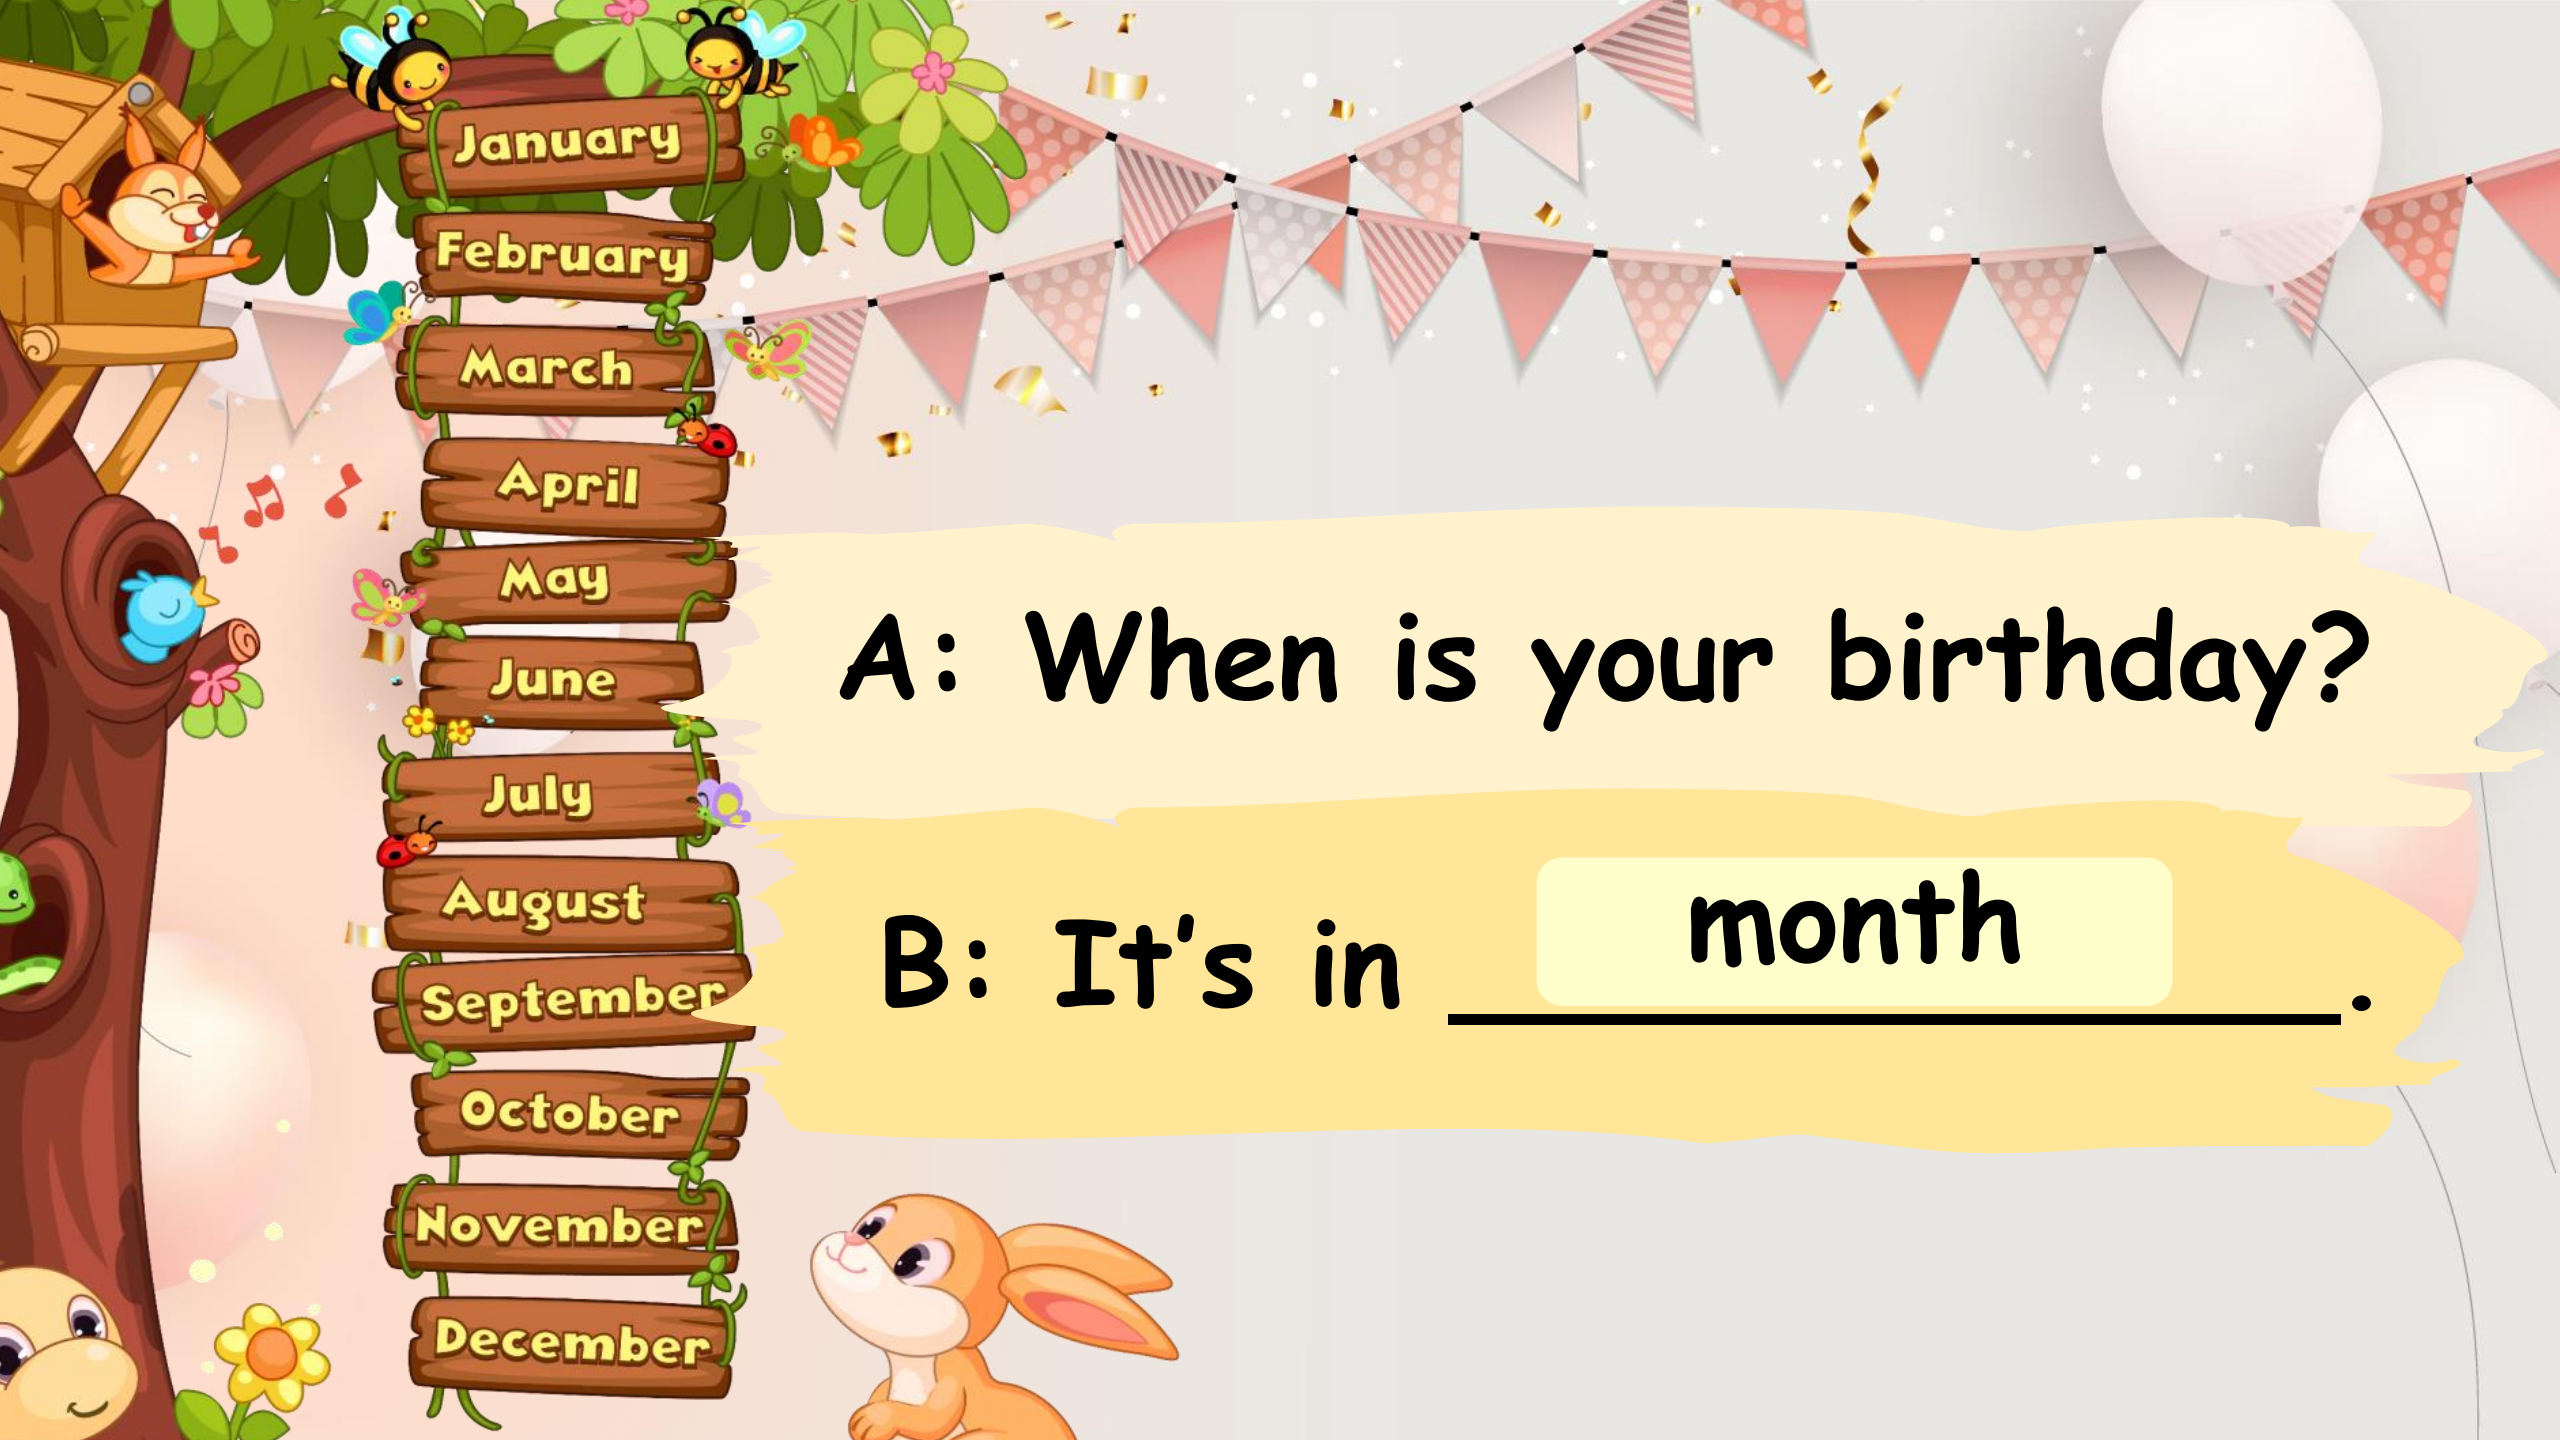 January
February
March
April
May
June
July
August
September
October
November
December
A: When is your birthday?
B: It's in month.